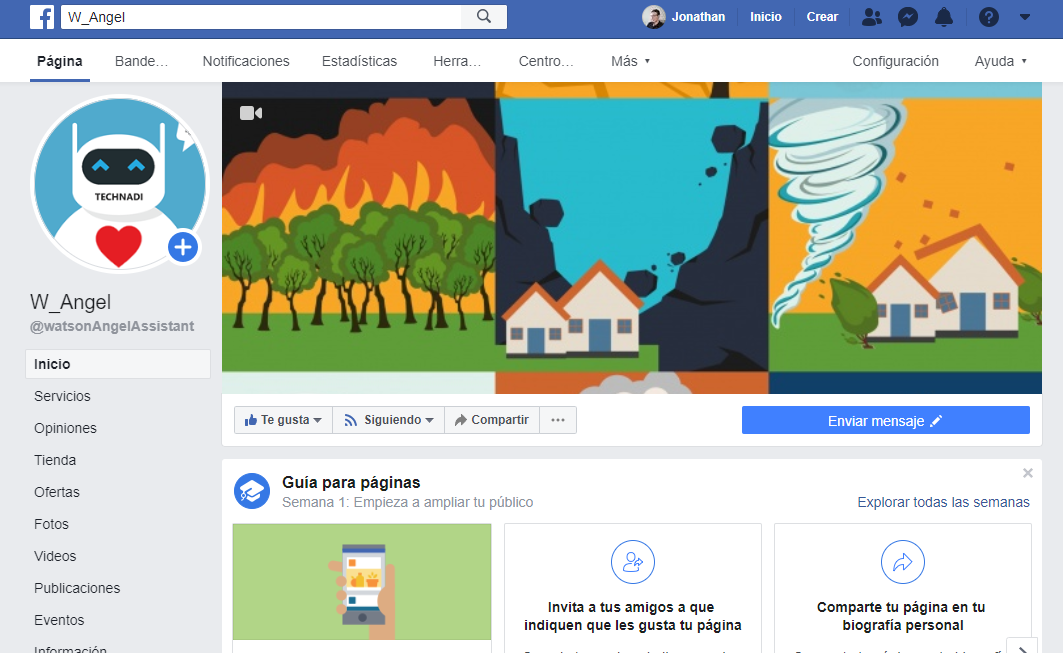 W_Angel
Jonathan
Inicio
Crear
Página
Bande…
Notificaciones
Estadísticas
Herra…
Centro…
Más
Configuración
Ayuda
TECHNADI
W_Angel
@watsonAngelAssistant
Inicio
Servicios
Opiniones
Tienda
Ofertas
Fotos
Videos
Publicaciones
Eventos
Información
Te gusta
Siguiendo
Compartir
Enviar mensaje
Guía para páginas
Semana 1: Empieza a ampliar tu público
Explorar todas las semanas
Invita a tus amigos a que
indiquen que les gusta tu página
Comparte tu página en tu
biografía personal